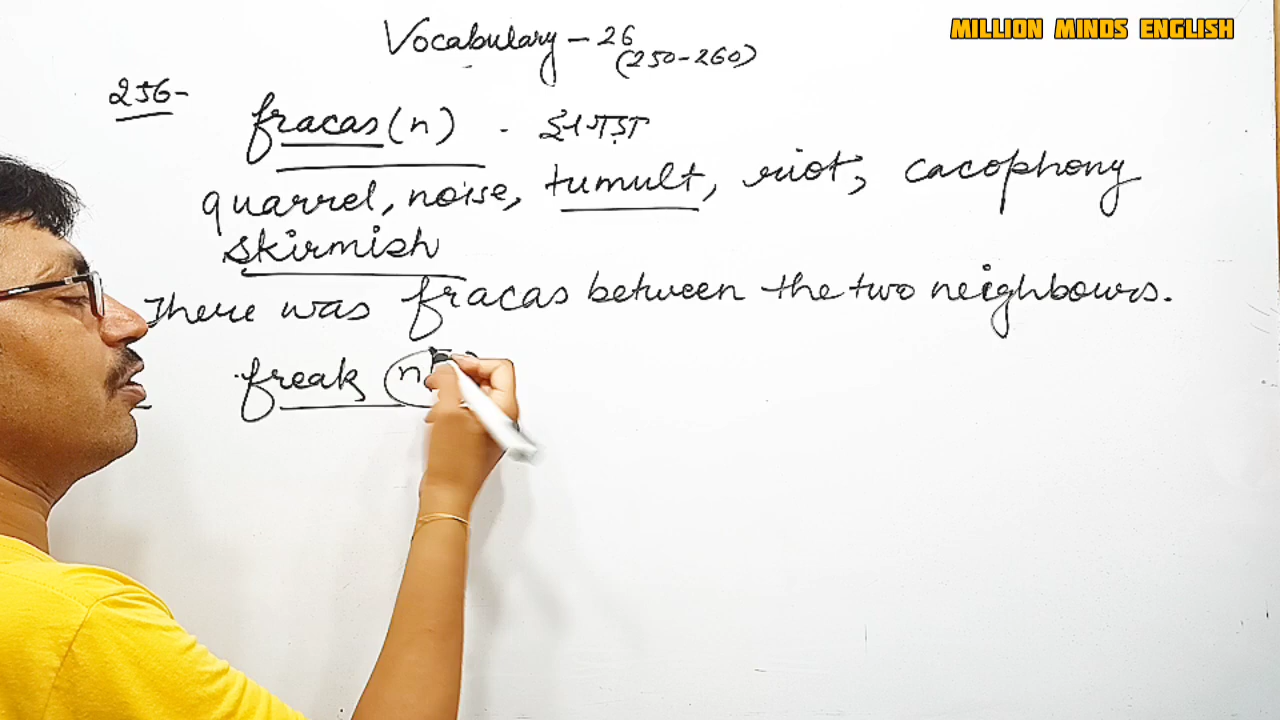 MILLION MINDS ENGLISH
Vocabulary - 26
(250-260)
256-
fracas (n) - झगड़ा
quarrel, noise, tumult, riot, cacophony
skirmish
There was fracas between the two neighbours.
freak (n